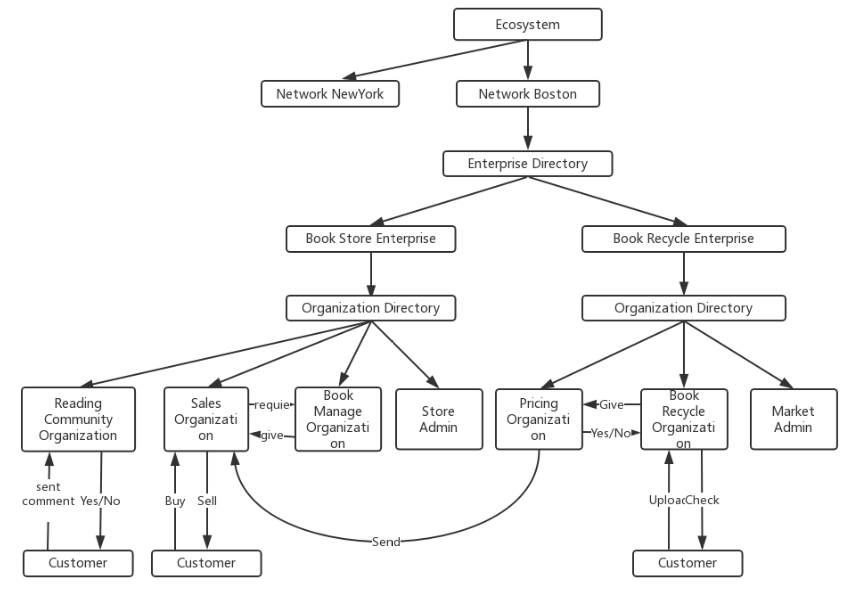 Ecosystem
Network NewYork
Network Boston
Enterprise Directory
Book Store Enterprise
Book Recycle Enterprise
Organization Directory
Organization Directory
Reading
Community
Organization
Sales
Organizati
on
requie
give
Book
Manage
Organizati
on
Store
Admin
Pricing
Organizati
on
Give
Yes/No
Book
Recycle
Organizati
on
Market
Admin
sent
comment
Yes/No
Buy
Sell
Send
Upload
Check
Customer
Customer
Customer